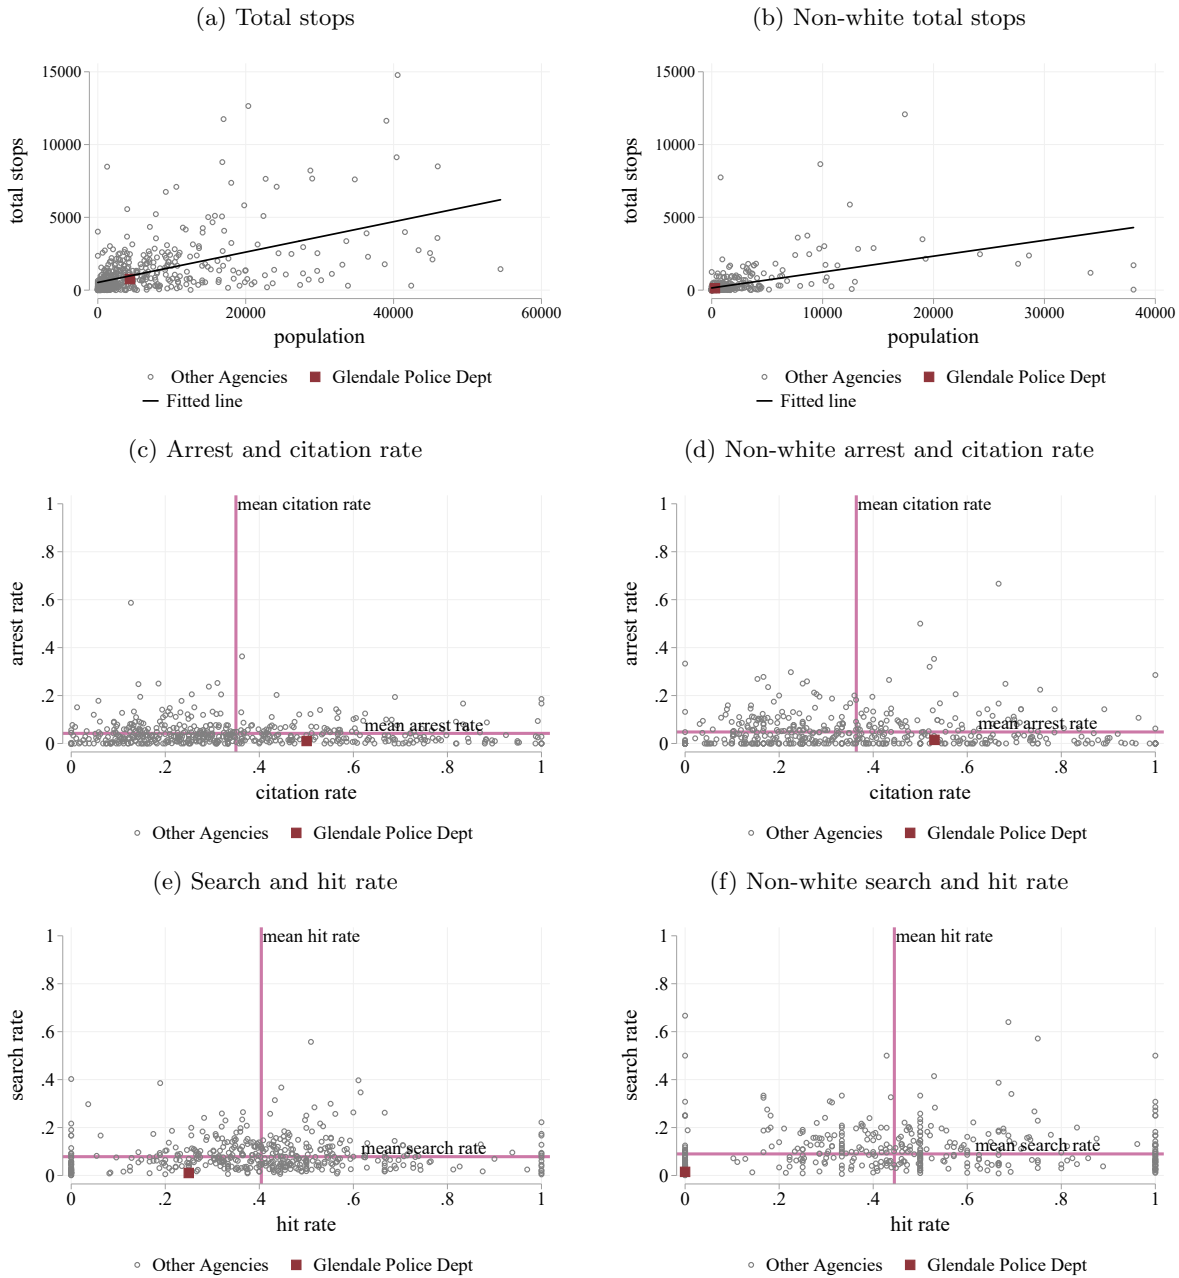 (a) Total stops
(b) Non-white total stops
15000
10000
5000
0
total stops
0 20000 40000 60000
population
Other Agencies Glendale Police Dept
Fitted line
15000
10000
5000
0
total stops
0 10000 20000 30000 40000
population
Other Agencies Glendale Police Dept
Fitted line
(c) Arrest and citation rate
(d) Non-white arrest and citation rate
1
.8
.6
.4
.2
0
arrest rate
mean citation rate
mean arrest rate
0 .2 .4 .6 .8 1
citation rate
Other Agencies Glendale Police Dept
1
.8
.6
.4
.2
0
arrest rate
mean citation rate
mean arrest rate
0 .2 .4 .6 .8 1
citation rate
Other Agencies Glendale Police Dept
(e) Search and hit rate
(f) Non-white search and hit rate
1
.8
.6
.4
.2
0
search rate
mean hit rate
mean search rate
0 .2 .4 .6 .8 1
hit rate
Other Agencies Glendale Police Dept
1
.8
.6
.4
.2
0
search rate
mean hit rate
mean search rate
0 .2 .4 .6 .8 1
hit rate
Other Agencies Glendale Police Dept